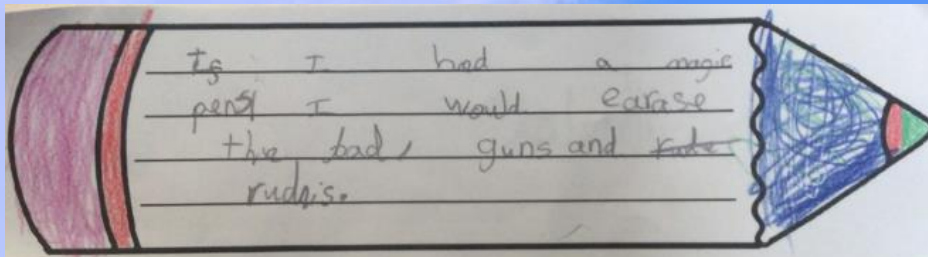 If I had a magic
pensl I would earase
the bad, guns and
rudnis.